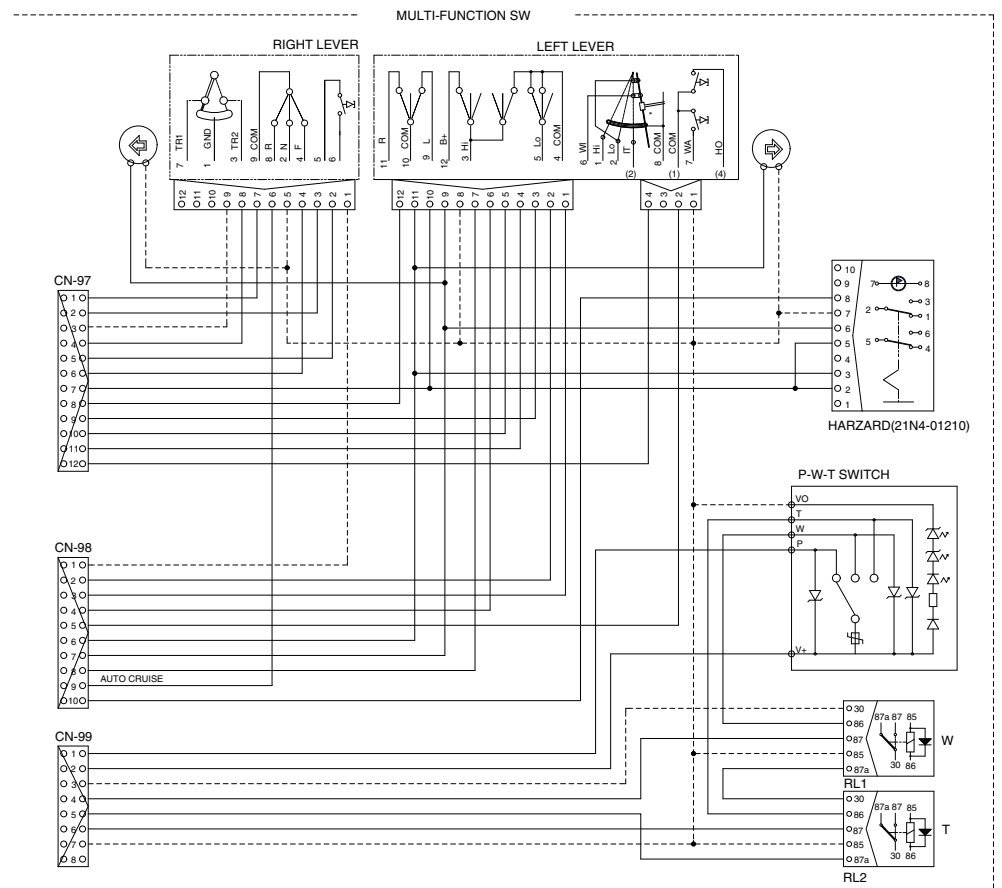 MULTI-FUNCTION SW
RIGHT LEVER
LEFT LEVER
7 TR1
1 GND
3 TR2
9 COM
8 R
2 N
4 F
5
6
11 R
10 COM
9 L
12 B+
3 Hi
5 Lo
4 COM
6 WI
1 Hi
2 Lo
IT
(2)
8 COM
COM
(1)
7 WA
HO
(4)
12 11 10 9 8 7 6 5 4 3 2 1
12 11 10 9 8 7 6 5 4 3 2 1
4 3 2 1
CN-97
1
2
3
4
5
6
7
8
9
10
11
12
10
9
8
7
6
5
4
3
2
1
7 8
3
2 1
6
5 4
HARZARD(21N4-01210)
P-W-T SWITCH
VO
T
W
P
V+
CN-98
1
2
3
4
5
6
7
8
9
10
AUTO CRUISE
CN-99
1
2
3
4
5
6
7
8
30
86
87
85
87a
87a 87 85
30 86
W
RL1
30
86
87
85
87a
87a 87 85
30 86
T
RL2